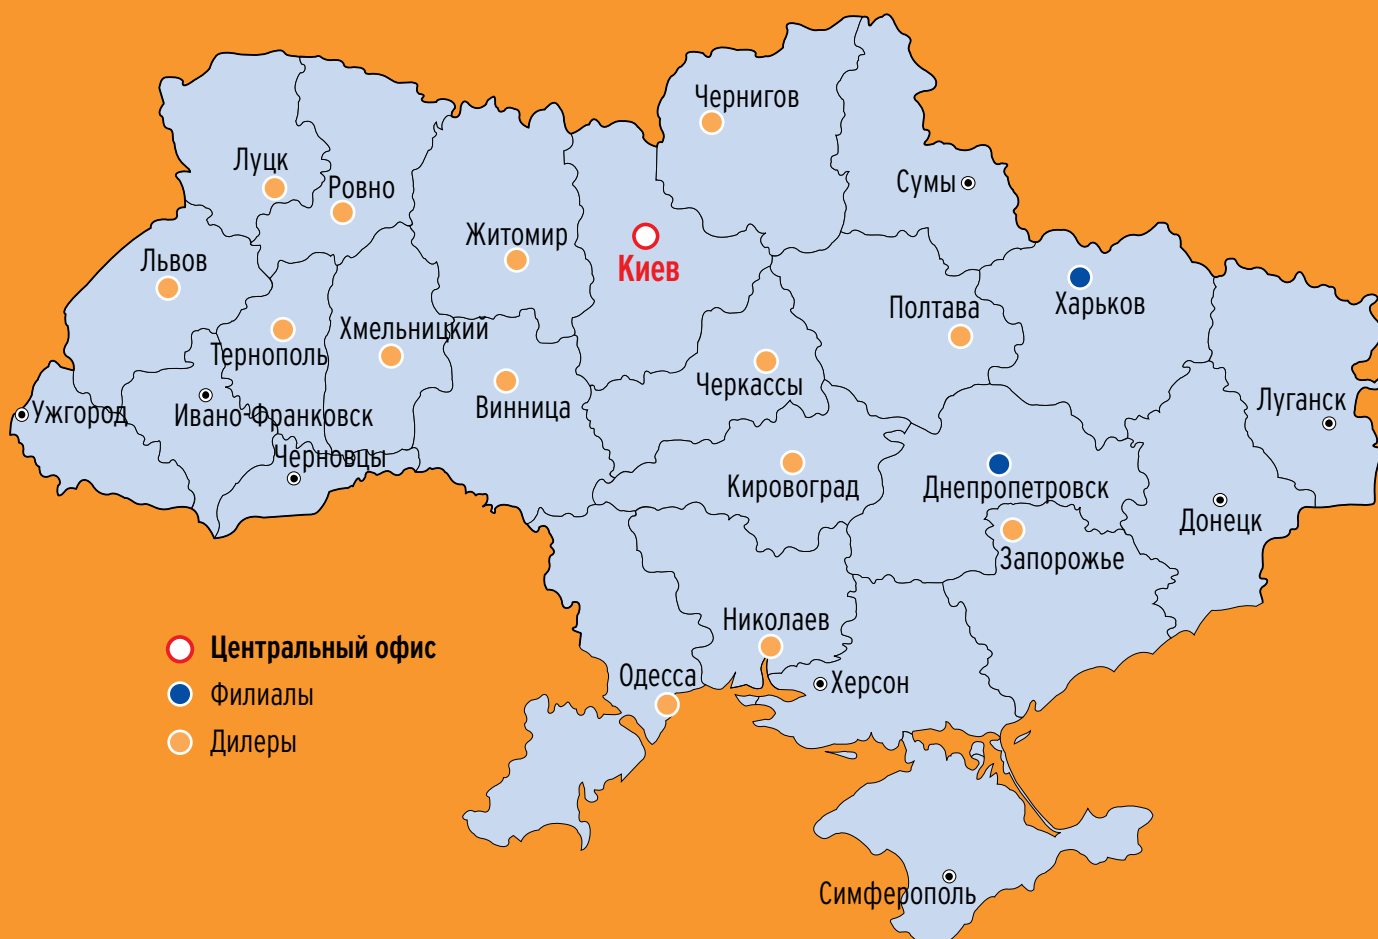 Чернигов
Луцк
Сумы
Ровно
Житомир
Киев
Львов
Харьков
Полтава
Хмельницкий
Тернополь
Черкассы
Луганск
Винница
Ужгород
Ивано-Франковск
Черновцы
Кировоград
Днепропетровск
Донецк
Запорожье
Николаев
Одесса
Херсон
Центральный офис
Филиалы
Дилеры
Симферополь